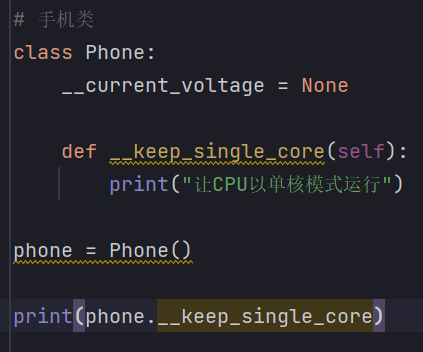 # 手机类
class Phone:
    __current_voltage = None
    def __keep_single_core(self):
        print("让CPU以单核模式运行")
phone = Phone()
print(phone.__keep_single_core)